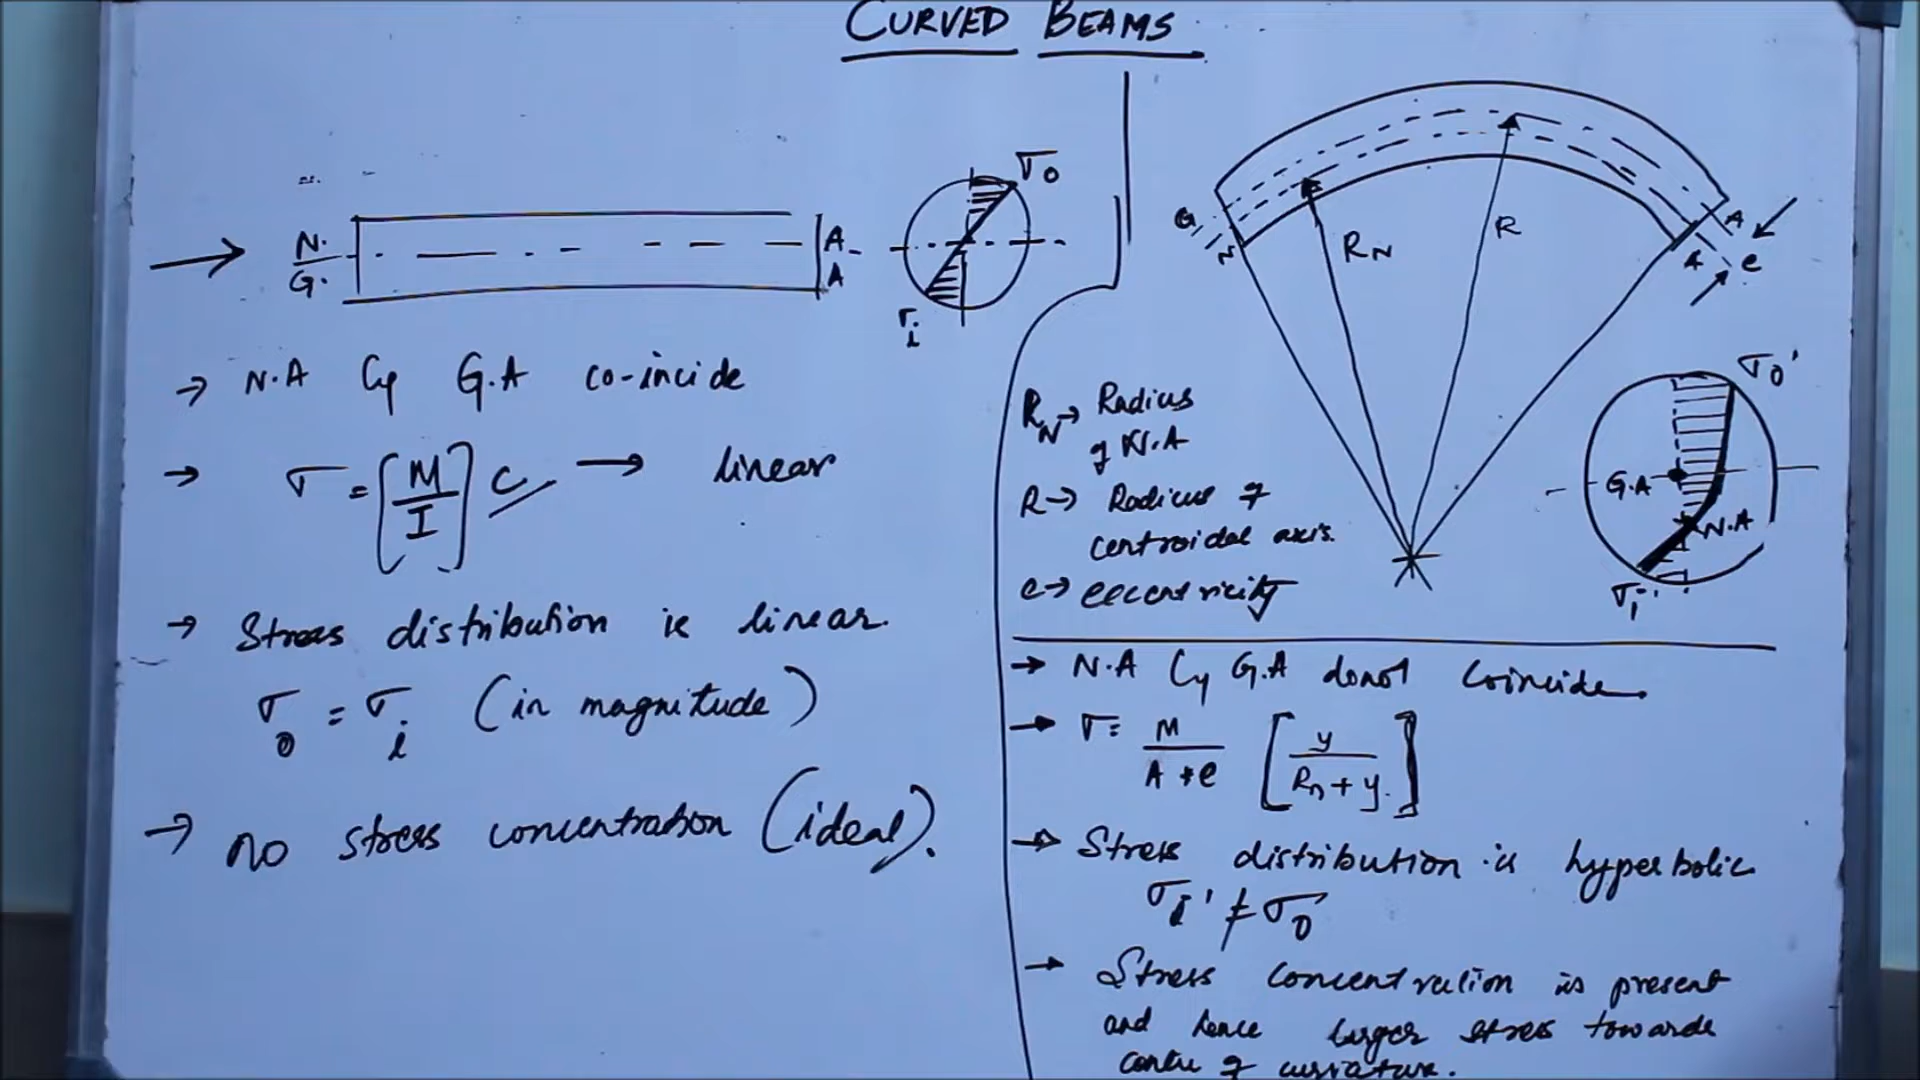 CURVED BEAMS
N. A
G. A
σo
σi
→ N.A & G.A co-incide
→ σ = [M/I] C → linear
→ Stress distribution is linear.
σo = σi (in magnitude)
→ no stress concentration (ideal).
G
N
A
A
e
RN
R
RN → Radius
of N.A
R → Radius of
centroidal axis.
e → eccentricity
σo'
G.A
N.A
σi'
→ N.A & G.A donot Coincide.
→ σ = M/A*e [y/Rn+y.]
→ Stress distribution is hyperbolic
σi' ≠ σo'
→ Stress concentration is present
and hence larger stress towards
centre of curvature.